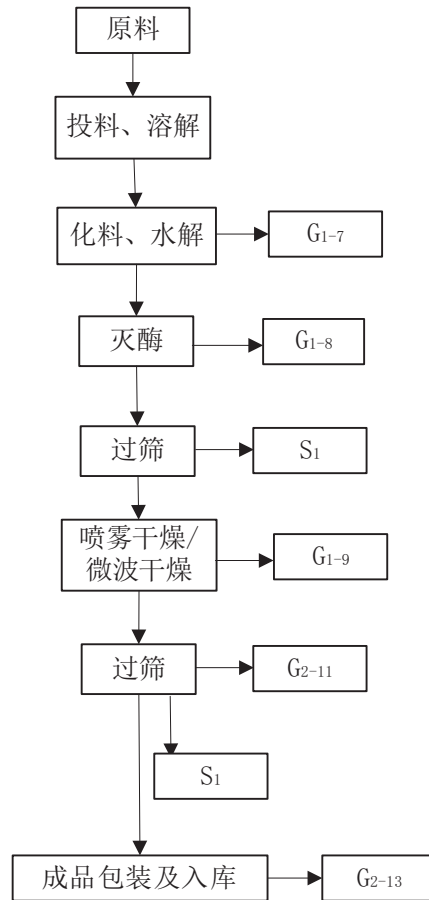 原料
投料、溶解
化料、水解
G1-7
灭酶
G1-8
过筛
S1
喷雾干燥/
微波干燥
G1-9
过筛
G2-11
S1
成品包装及入库
G2-13